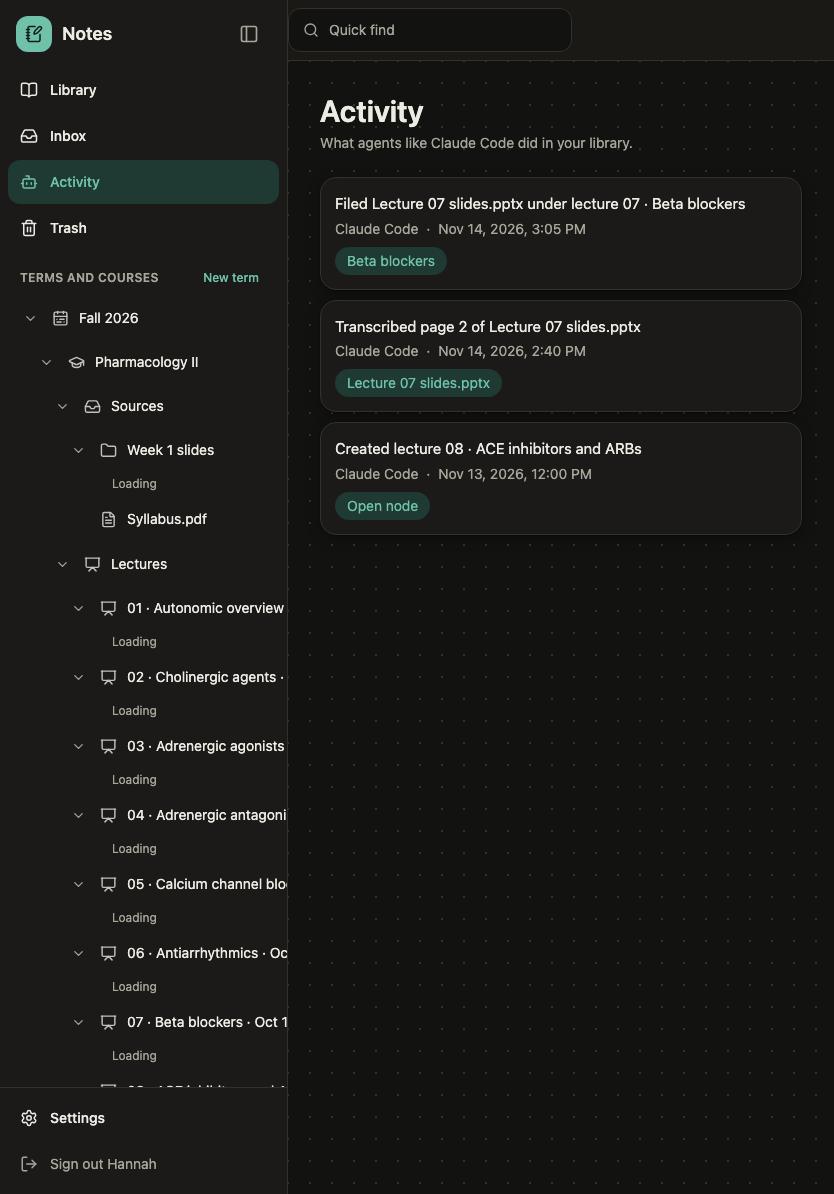 Notes
Quick find
Library
Inbox
Activity
Trash
TERMS AND COURSES
New term
Fall 2026
Pharmacology II
Sources
Week 1 slides
Loading
Syllabus.pdf
Lectures
01 · Autonomic overview
Loading
02 · Cholinergic agents ·
Loading
03 · Adrenergic agonists
Loading
04 · Adrenergic antagoni
Loading
05 · Calcium channel blo
Loading
06 · Antiarrhythmics · Oc
Loading
07 · Beta blockers · Oct 1
Loading
Settings
Sign out Hannah
Activity
What agents like Claude Code did in your library.
Filed Lecture 07 slides.pptx under lecture 07 · Beta blockers
Claude Code · Nov 14, 2026, 3:05 PM
Beta blockers
Transcribed page 2 of Lecture 07 slides.pptx
Claude Code · Nov 14, 2026, 2:40 PM
Lecture 07 slides.pptx
Created lecture 08 · ACE inhibitors and ARBs
Claude Code · Nov 13, 2026, 12:00 PM
Open node